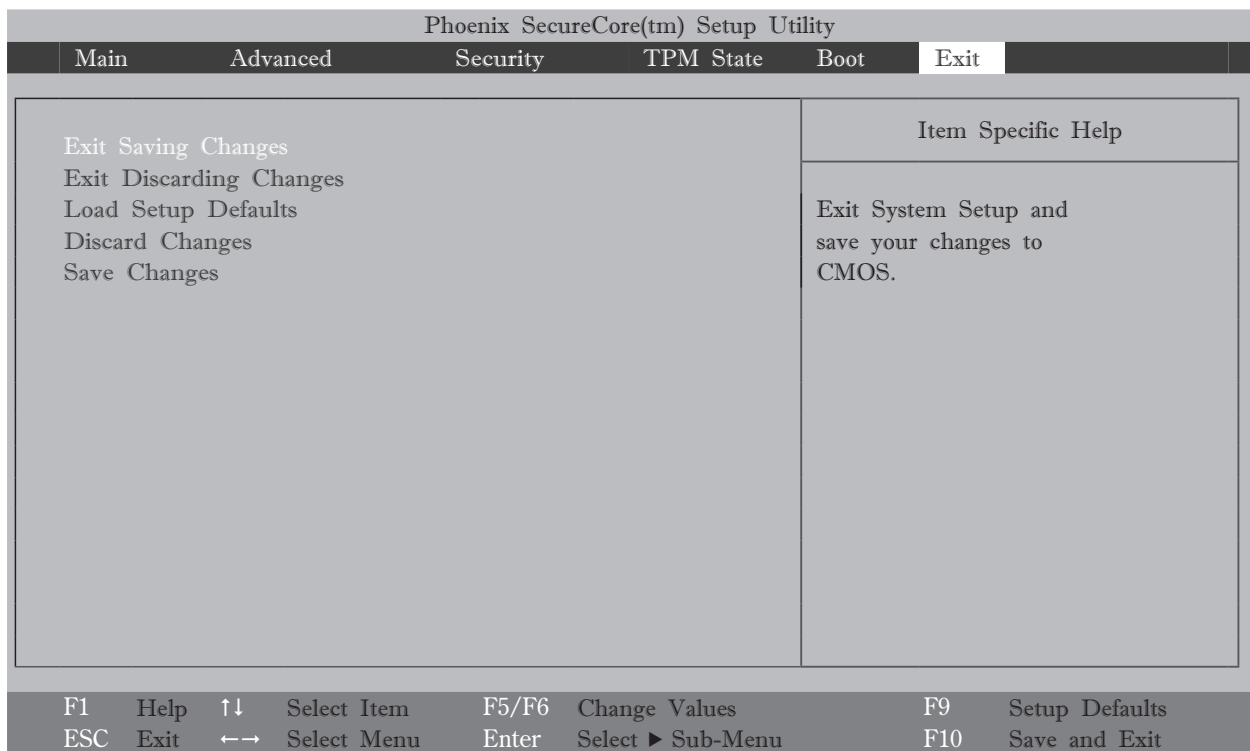 Phoenix SecureCore(tm) Setup Utility
Main Advanced Security TPM State Boot Exit
Exit Saving Changes
Exit Discarding Changes
Load Setup Defaults
Discard Changes
Save Changes
Item Specific Help
Exit System Setup and
save your changes to
CMOS.
F1 Help ↑↓ Select Item F5/F6 Change Values F9 Setup Defaults
ESC Exit ←→ Select Menu Enter Select ▶ Sub-Menu F10 Save and Exit